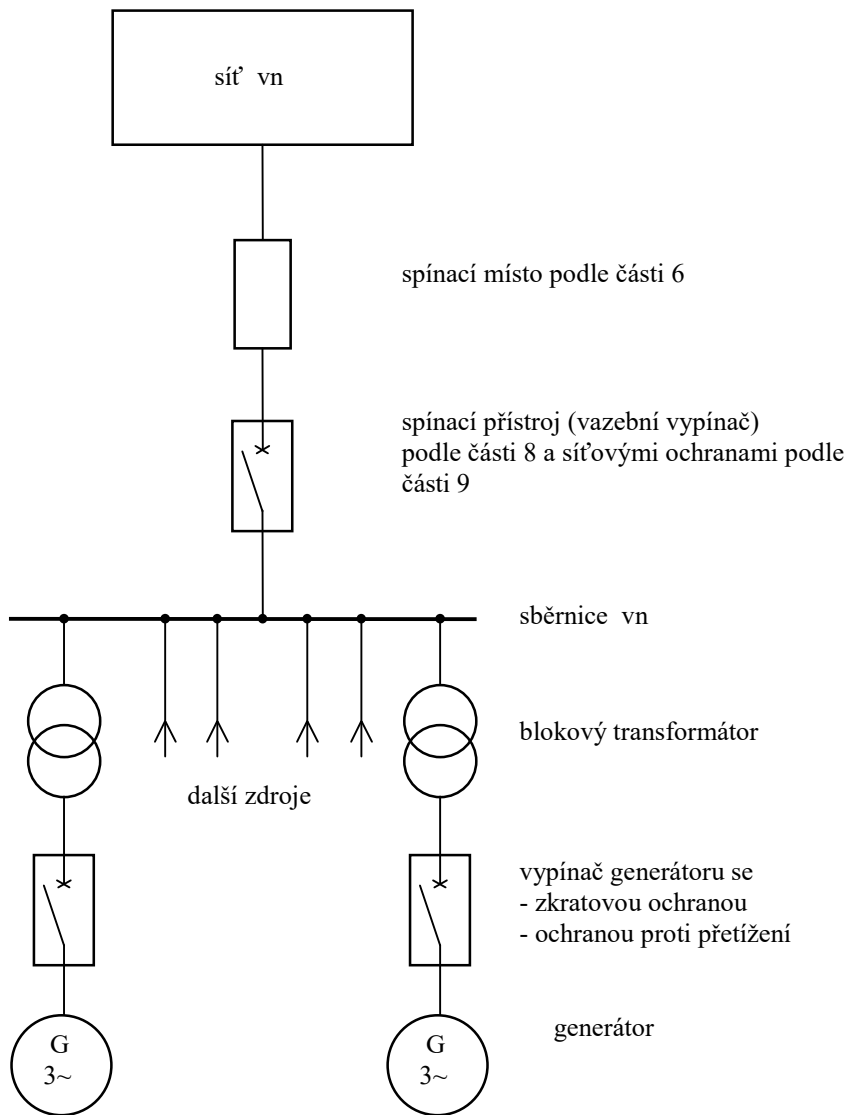 síť vn
spínací místo podle části 6
spínací přístroj (vazební vypínač)
podle části 8 a síťovými ochranami podle
části 9
sběrnice vn
blokový transformátor
další zdroje
vypínač generátoru se
- zkratovou ochranou
- ochranou proti přetížení
generátor
G
3~
G
3~